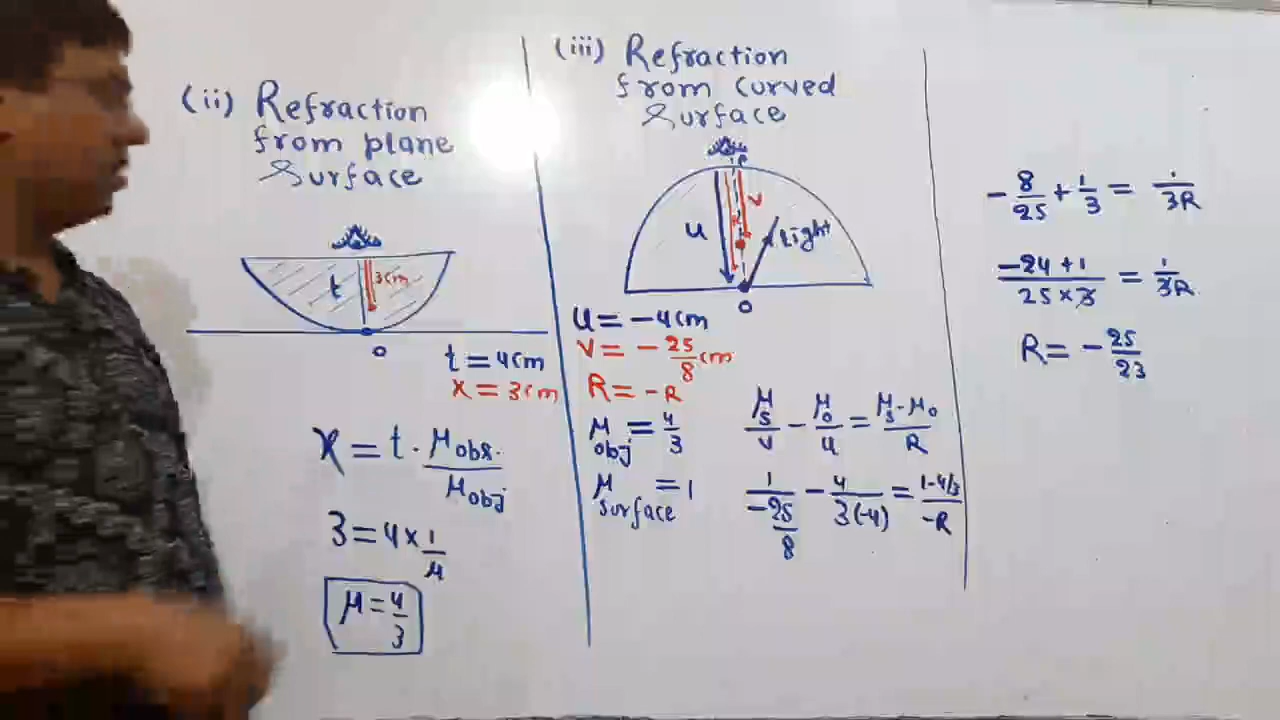 (ii) Refraction
from plane
Surface
t
3cm
O
t = 4cm
x = 3cm
x = t · μobs. / μobj
3 = 4 × 1/μ
μ = 4/3
(iii) Refraction
from curved
Surface
P
u
v
Light
O
u = -4cm
v = -25/8 cm
R = -R
μobj = 4/3
μsurface = 1
μs/v - μo/u = μs-μo/R
1/-25/8 - 4/3(-4) = 1-4/3/-R
-8/25 + 1/3 = 1/3R
-24+1/25×3 = 1/3R
R = -25/23